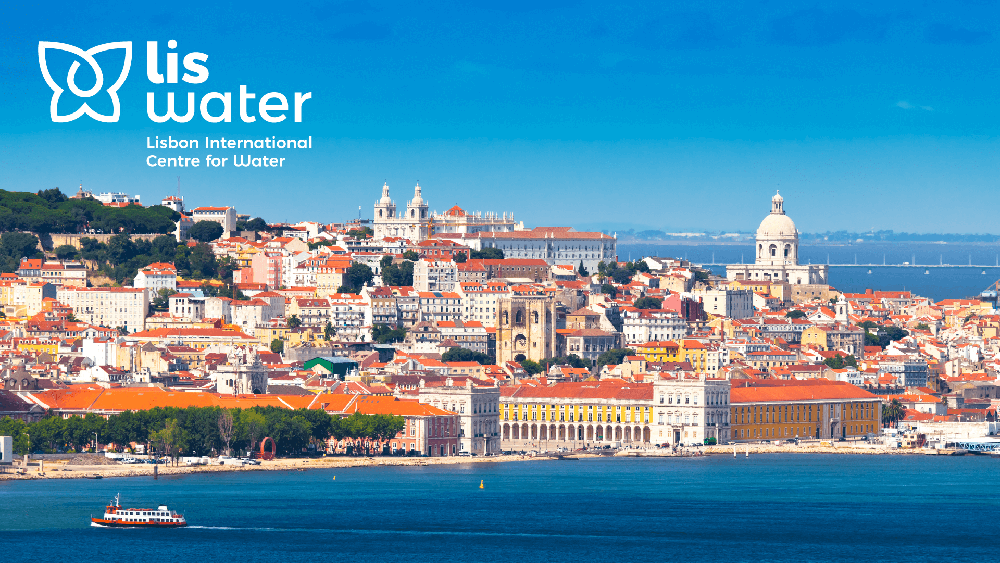 lis
water
Lisbon International
Centre for Water